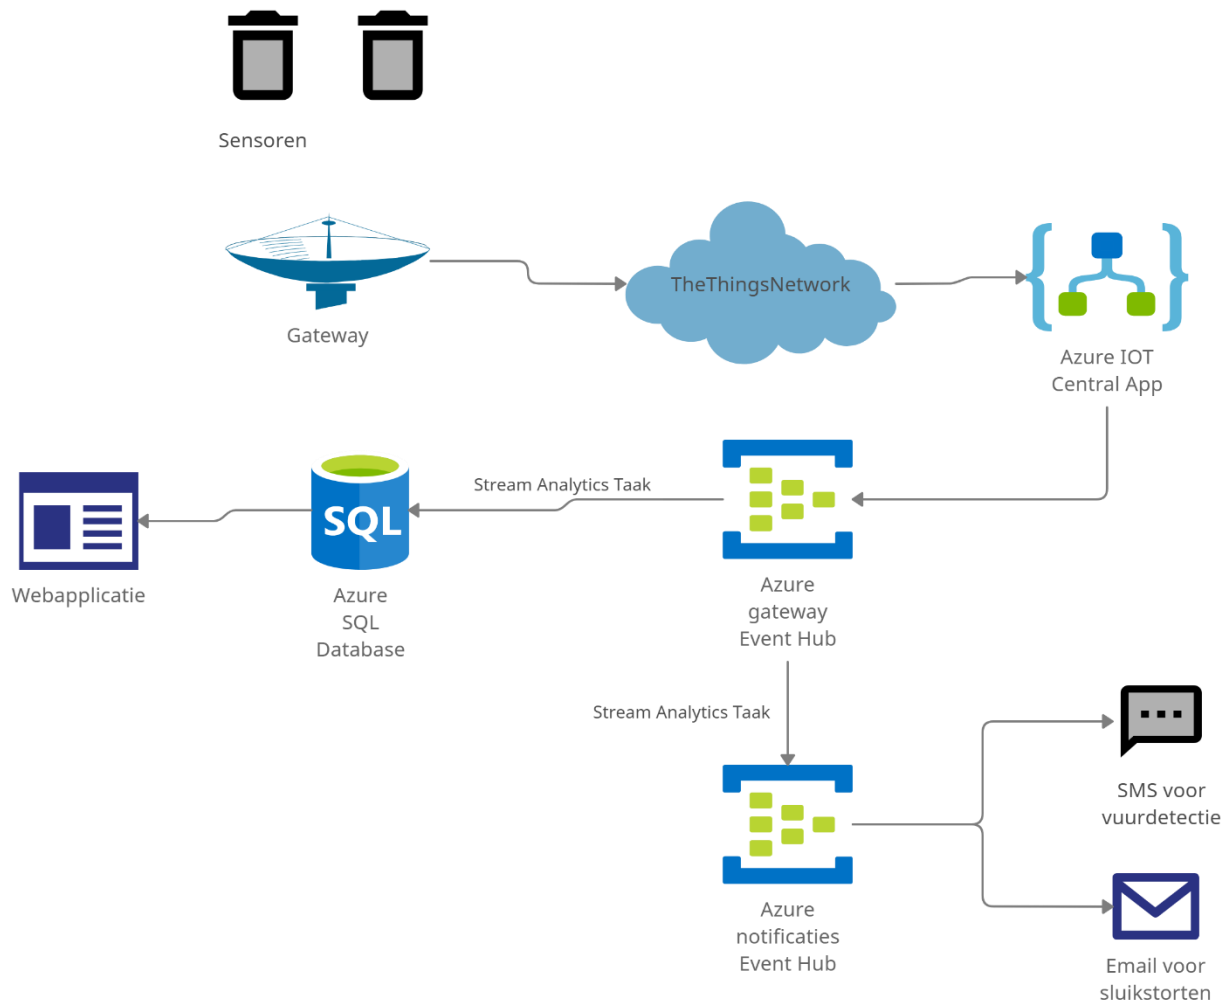 Sensoren
Gateway
TheThingsNetwork
Azure IOT
Central App
Webapplicatie
SQL
Azure
SQL
Database
Stream Analytics Taak
Azure
gateway
Event Hub
Stream Analytics Taak
Azure
notificaties
Event Hub
SMS voor
vuurdetectie
Email voor
sluikstorten